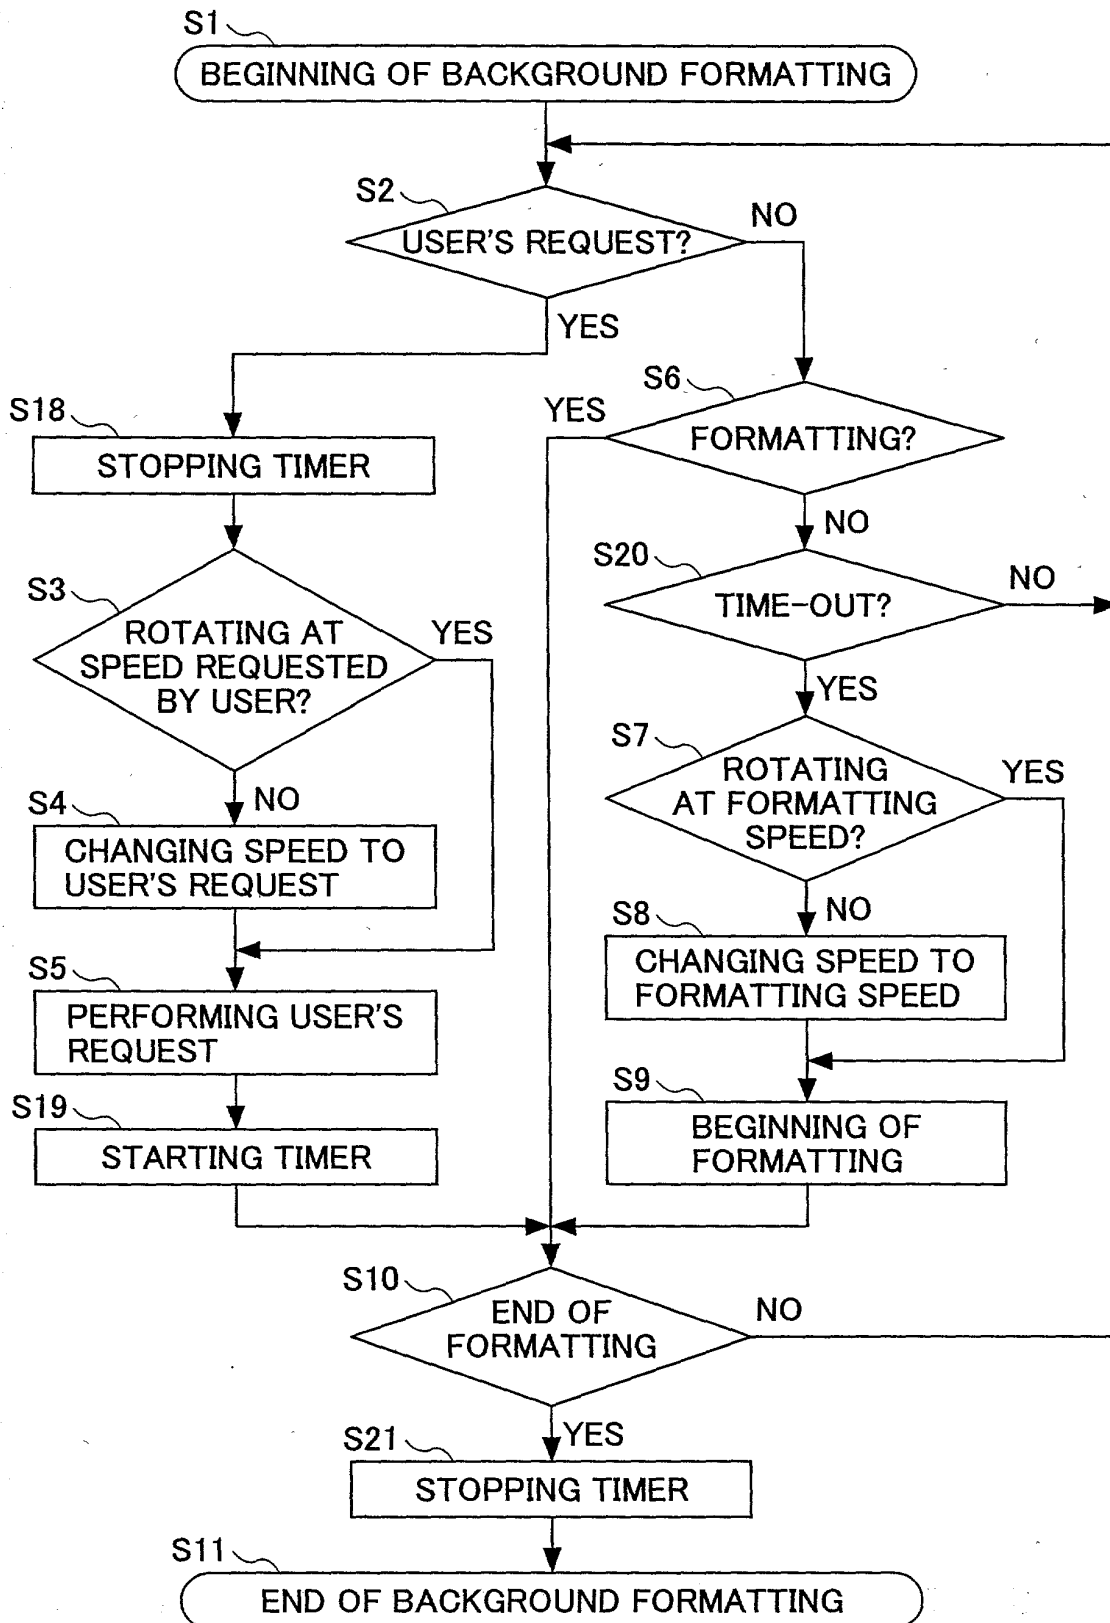 S1
BEGINNING OF BACKGROUND FORMATTING
S2
USER'S REQUEST?
NO
YES
S18
STOPPING TIMER
S6
YES
FORMATTING?
NO
S3
ROTATING AT
SPEED REQUESTED
BY USER?
YES
NO
S20
TIME-OUT?
NO
YES
S4
CHANGING SPEED TO
USER'S REQUEST
S7
ROTATING
AT FORMATTING
SPEED?
YES
NO
S5
PERFORMING USER'S
REQUEST
S8
CHANGING SPEED TO
FORMATTING SPEED
S19
STARTING TIMER
S9
BEGINNING OF
FORMATTING
S10
END OF
FORMATTING
NO
YES
S21
STOPPING TIMER
S11
END OF BACKGROUND FORMATTING